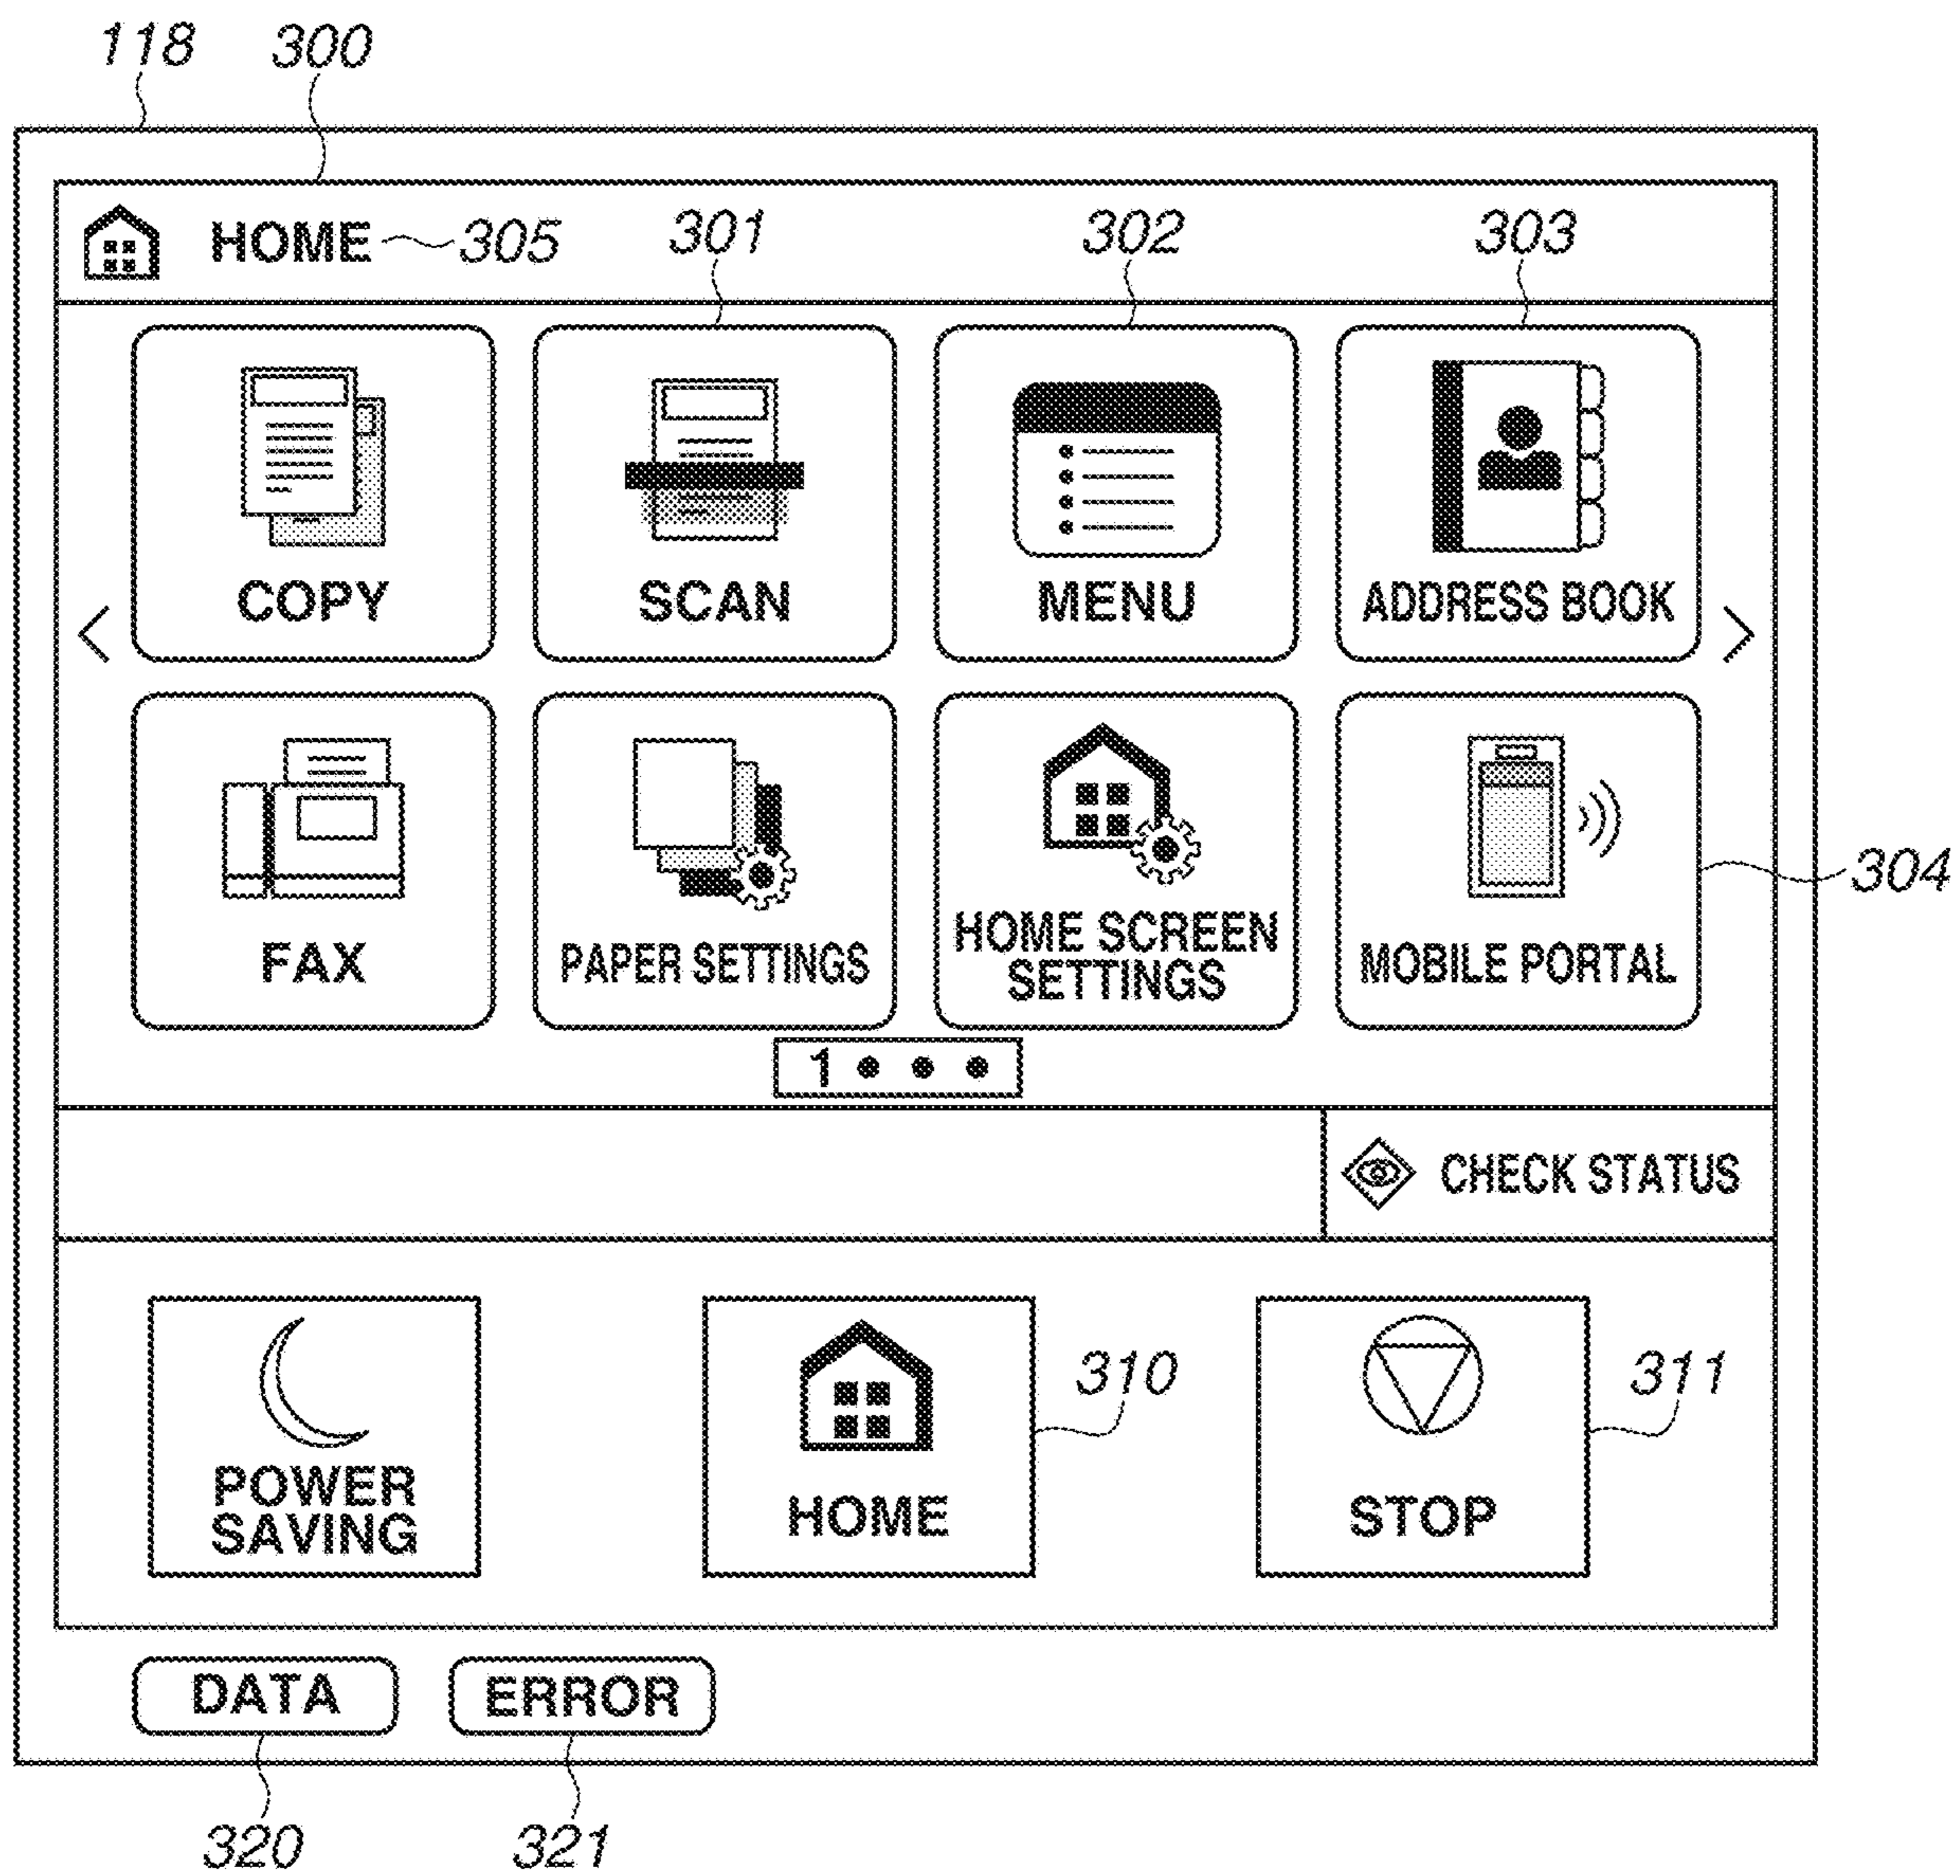 118 300
HOME 305 301 302 303
COPY SCAN MENU ADDRESS BOOK
< >
304
FAX PAPER SETTINGS HOME SCREEN
SETTINGS MOBILE PORTAL
1 • • •
CHECK STATUS
310 311
POWER
SAVING HOME STOP
DATA ERROR
320 321